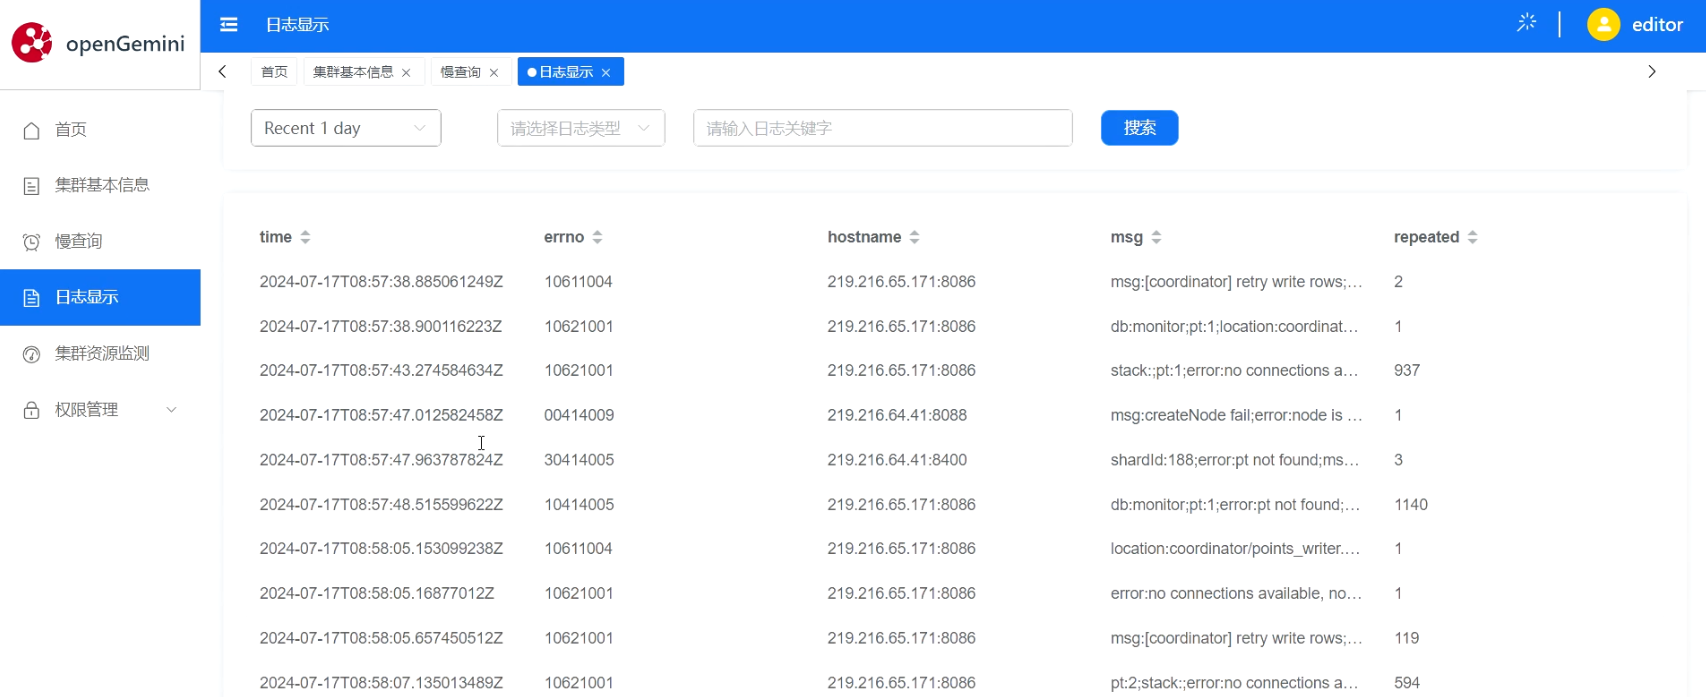 openGemini
日志显示
editor
首页
集群基本信息
慢查询
日志显示
首页
集群基本信息
慢查询
日志显示
集群资源监测
权限管理
Recent 1 day
请选择日志类型
请输入日志关键字
搜索
time errno hostname msg repeated
2024-07-17T08:57:38.885061249Z 10611004 219.216.65.171:8086 msg:[coordinator] retry write rows;... 2
2024-07-17T08:57:38.900116223Z 10621001 219.216.65.171:8086 db:monitor;pt:1;location:coordinat... 1
2024-07-17T08:57:43.274584634Z 10621001 219.216.65.171:8086 stack:;pt:1;error:no connections a... 937
2024-07-17T08:57:47.012582458Z 00414009 219.216.64.41:8088 msg:createNode fail;error:node is ... 1
2024-07-17T08:57:47.963787824Z 30414005 219.216.64.41:8400 shardId:188;error:pt not found;ms... 3
2024-07-17T08:57:48.515599622Z 10414005 219.216.65.171:8086 db:monitor;pt:1;error:pt not found;... 1140
2024-07-17T08:58:05.153099238Z 10611004 219.216.65.171:8086 location:coordinator/points_writer.... 1
2024-07-17T08:58:05.16877012Z 10621001 219.216.65.171:8086 error:no connections available, no... 1
2024-07-17T08:58:05.657450512Z 10621001 219.216.65.171:8086 msg:[coordinator] retry write rows;... 119
2024-07-17T08:58:07.135013489Z 10621001 219.216.65.171:8086 pt:2;stack:;error:no connections a... 594